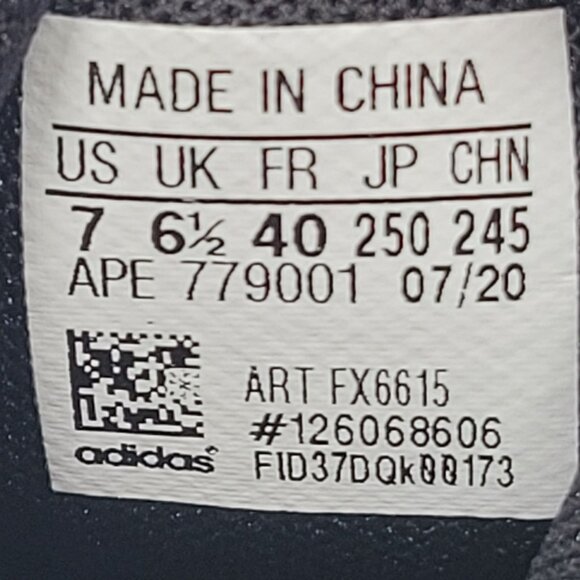 MADE IN CHINA
US UK FR JP CHN
7 6½ 40 250 245
APE 779001 07/20
ART FX6615
#126068606
adidas
FID37DQk00173